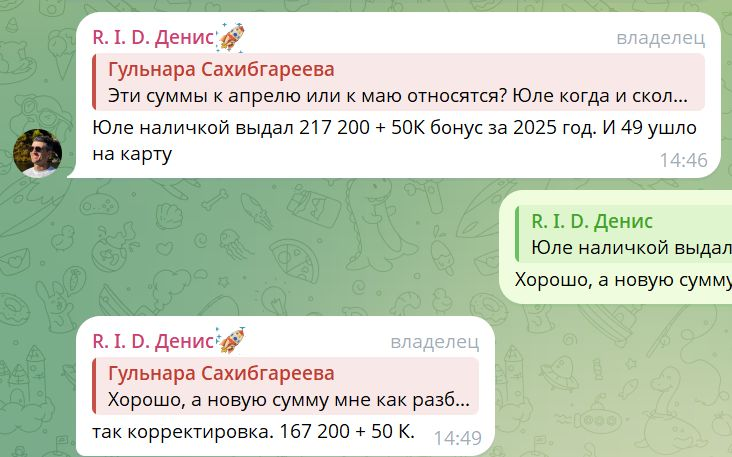 R. I. D. Денис🚀 владелец
Гульнара Сахибгареева
Эти суммы к апрелю или к маю относятся? Юле когда и скол...
Юле наличкой выдал 217 200 + 50К бонус за 2025 год. И 49 ушло
на карту
14:46
R. I. D. Денис
Юле наличкой выдал
Хорошо, а новую сумму
R. I. D. Денис🚀 владелец
Гульнара Сахибгареева
Хорошо, а новую сумму мне как разб...
так корректировка. 167 200 + 50 К. 14:49